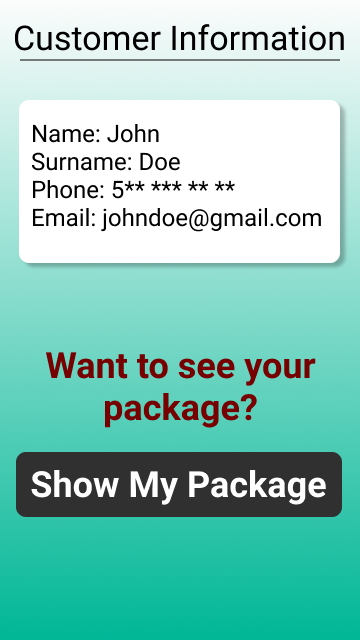 Customer Information
Name: John
Surname: Doe
Phone: 5** *** ** **
Email: johndoe@gmail.com
Want to see your
package?
Show My Package